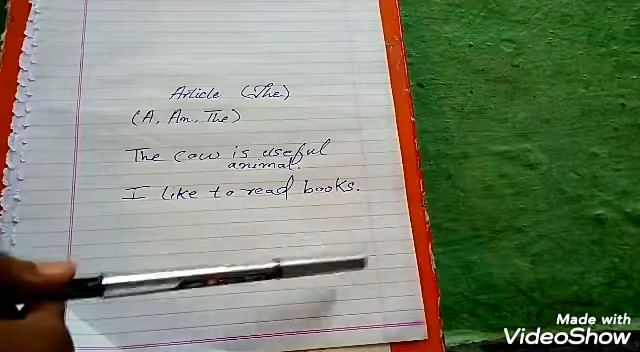 Article (The)
(A, An, The)
The cow is useful
animal.
I like to read books.
Made with
VideoShow